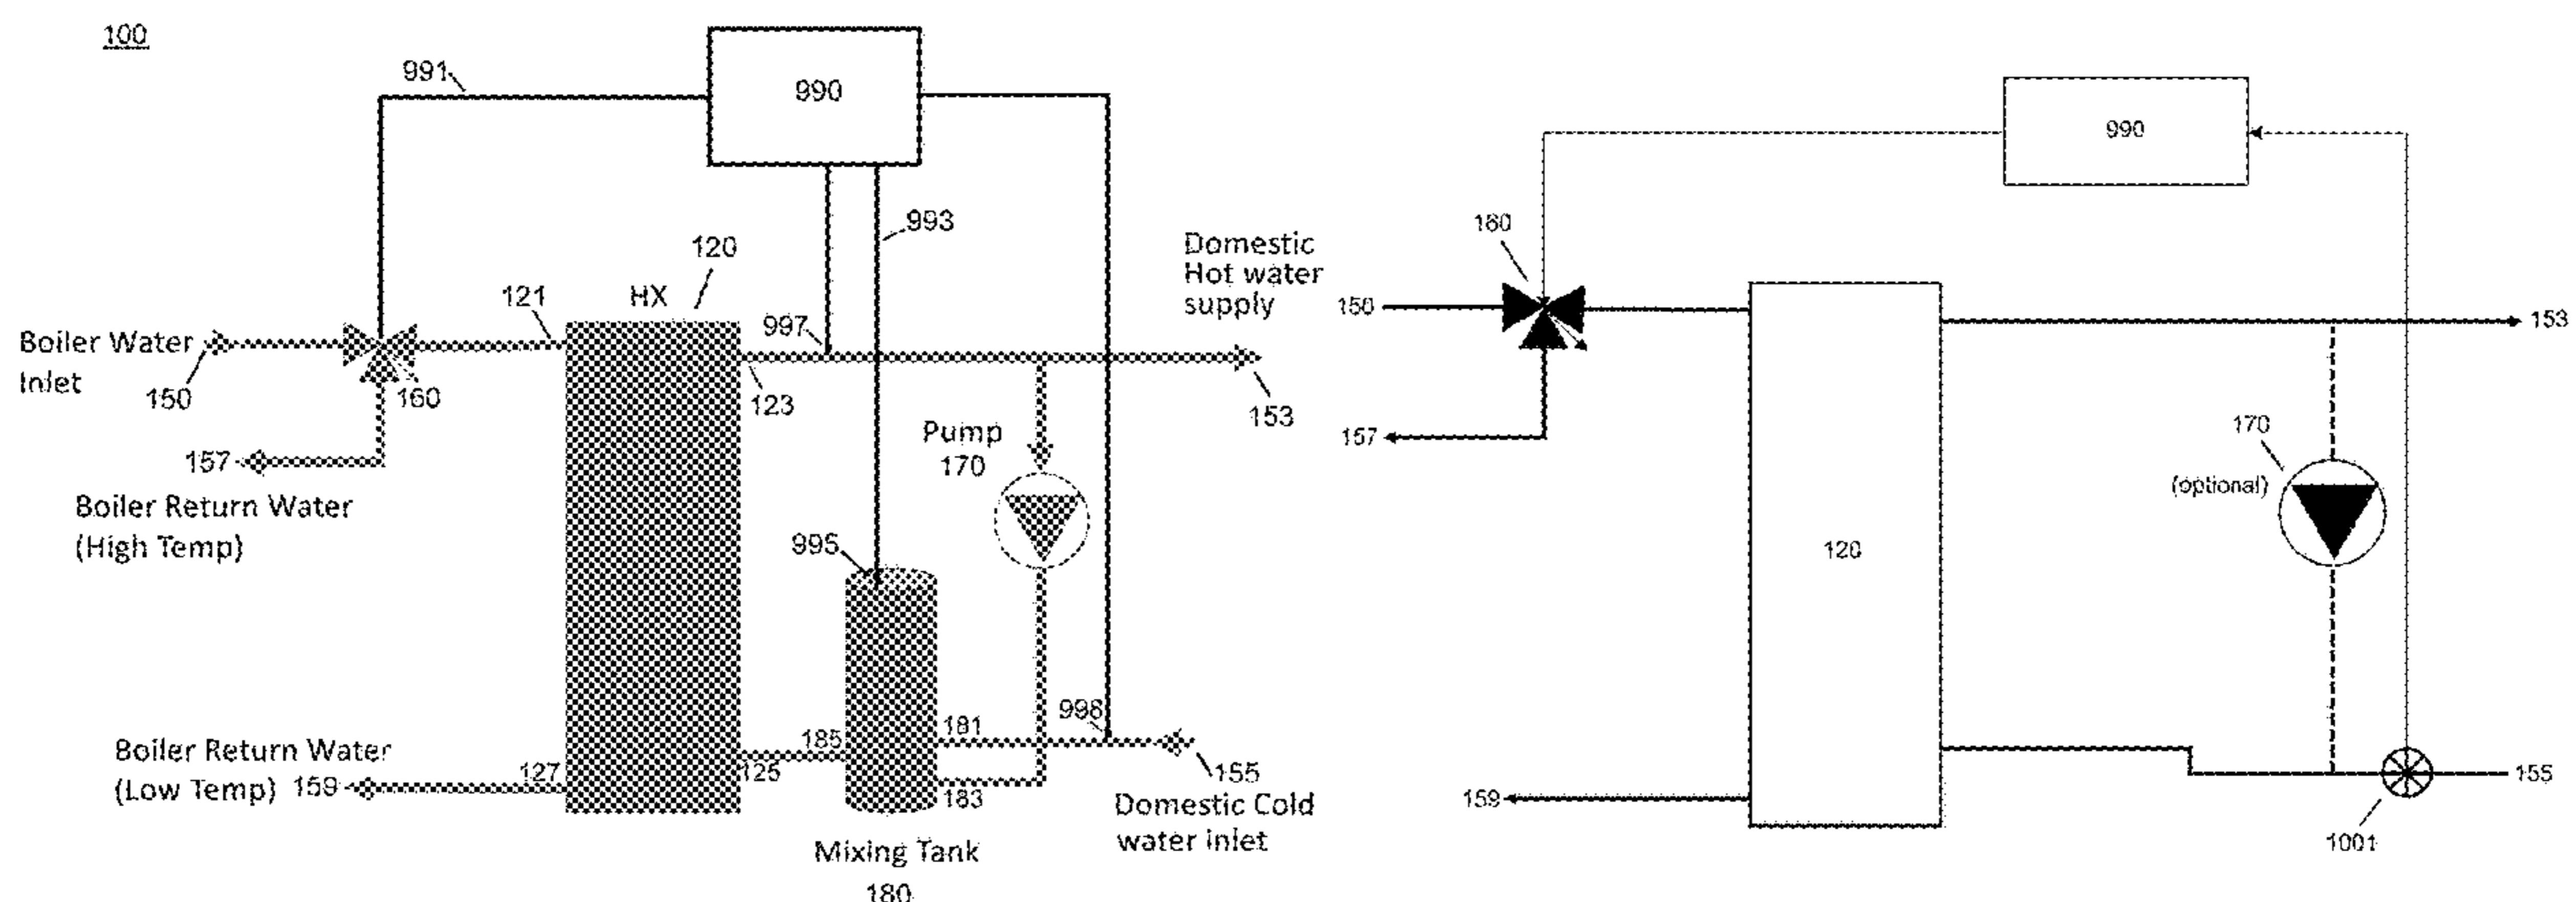 100
991
990
993
120
HX
121
997
Boiler Water
Inlet
150
160
123
157
Boiler Return Water
(High Temp)
Pump
170
995
Domestic
Hot water
supply
153
Boiler Return Water
(Low Temp)
159
127
125
185
181
183
998
155
Domestic Cold
water inlet
Mixing Tank
180
990
160
150
153
157
170
(optional)
120
159
155
1001